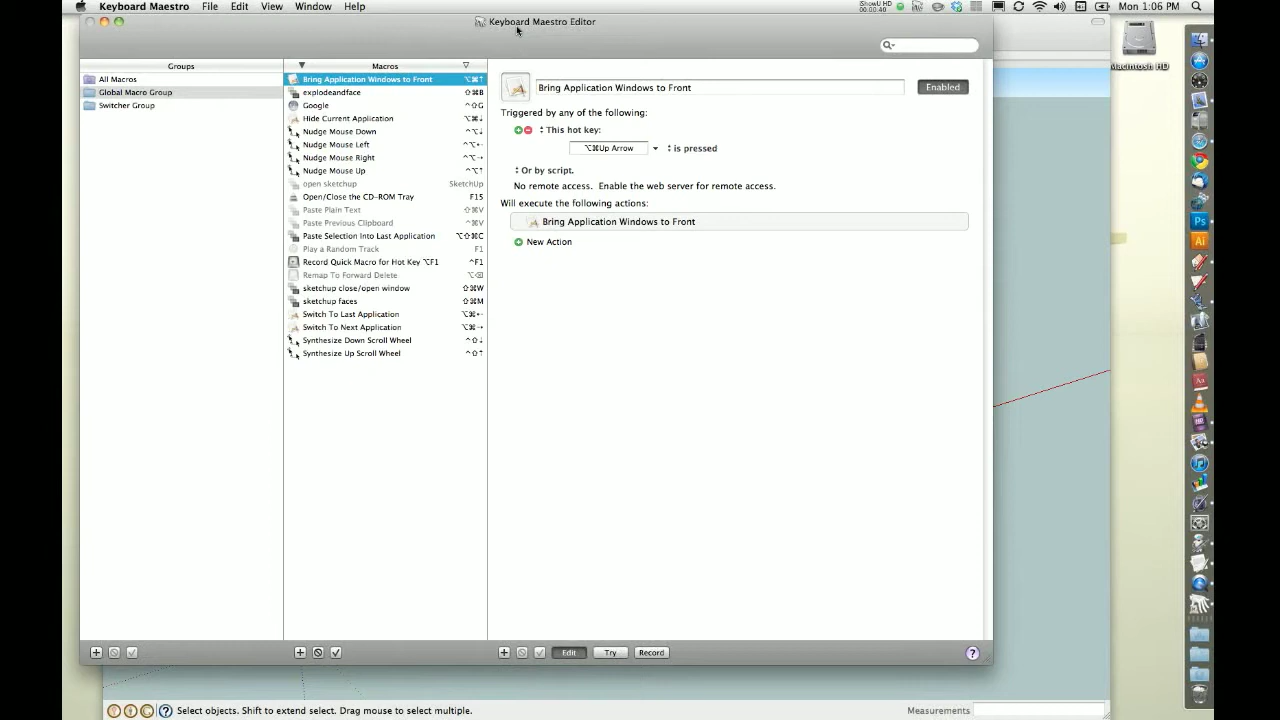 Keyboard Maestro File Edit View Window Help
iShowU HD
00:00:40
Mon 1:06 PM
Keyboard Maestro Editor
Macintosh HD
Groups
Macros
All Macros
Global Macro Group
Switcher Group
Bring Application Windows to Front ⌥⌘↑
explodeandface ⇧⌘B
Google ^⇧G
Hide Current Application ⌥⌘↓
Nudge Mouse Down ^⌥↓
Nudge Mouse Left ^⌥←
Nudge Mouse Right ^⌥→
Nudge Mouse Up ^⌥↑
open sketchup SketchUp
Open/Close the CD-ROM Tray F15
Paste Plain Text ⇧⌘V
Paste Previous Clipboard ^⌘V
Paste Selection Into Last Application ⌥⇧⌘C
Play a Random Track F1
Record Quick Macro for Hot Key ⌥F1 ^F1
Remap To Forward Delete ⌥⌫
sketchup close/open window ⇧⌘W
sketchup faces ⇧⌘M
Switch To Last Application ⌥⌘←
Switch To Next Application ⌥⌘→
Synthesize Down Scroll Wheel ^⇧↓
Synthesize Up Scroll Wheel ^⇧↑
Bring Application Windows to Front
Enabled
Triggered by any of the following:
This hot key:
⌥⌘Up Arrow
is pressed
Or by script.
No remote access. Enable the web server for remote access.
Will execute the following actions:
Bring Application Windows to Front
New Action
Edit
Try
Record
?
Ps
Ai
Aa
? Select objects. Shift to extend select. Drag mouse to select multiple.
Measurements